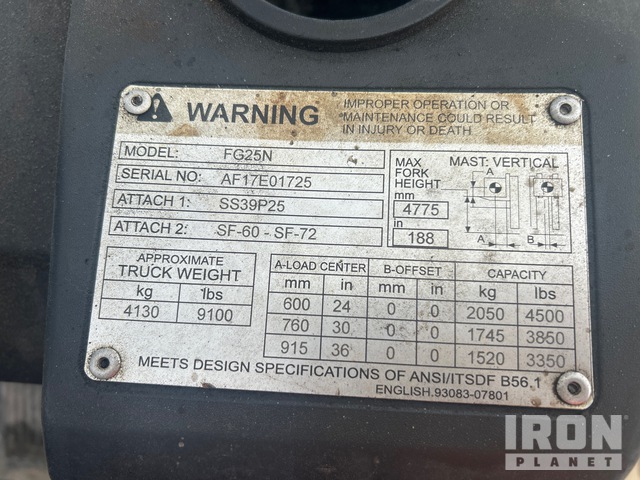 WARNING
IMPROPER OPERATION OR
MAINTENANCE COULD RESULT
IN INJURY OR DEATH
MODEL: FG25N
SERIAL NO: AF17E01725
ATTACH 1: SS39P25
ATTACH 2: SF-60 - SF-72
MAX
FORK
HEIGHT
mm
4775
in
188
MAST: VERTICAL
A
A
B
APPROXIMATE
TRUCK WEIGHT
kg lbs
4130 9100
A-LOAD CENTER B-OFFSET CAPACITY
mm in mm in kg lbs
600 24 0 0 2050 4500
760 30 0 0 1745 3850
915 36 0 0 1520 3350
MEETS DESIGN SPECIFICATIONS OF ANSI/ITSDF B56.1
ENGLISH.93083-07801
IRON
PLANET